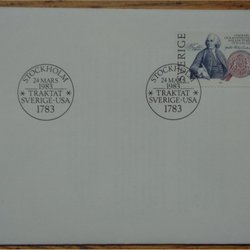 STOCKHOLM
24 MARS
1983
TRAKTAT
SVERIGE-USA
1783
STOCKHOLM
24 MARS
1983
TRAKTAT
SVERIGE-USA
1783
SVERIGE